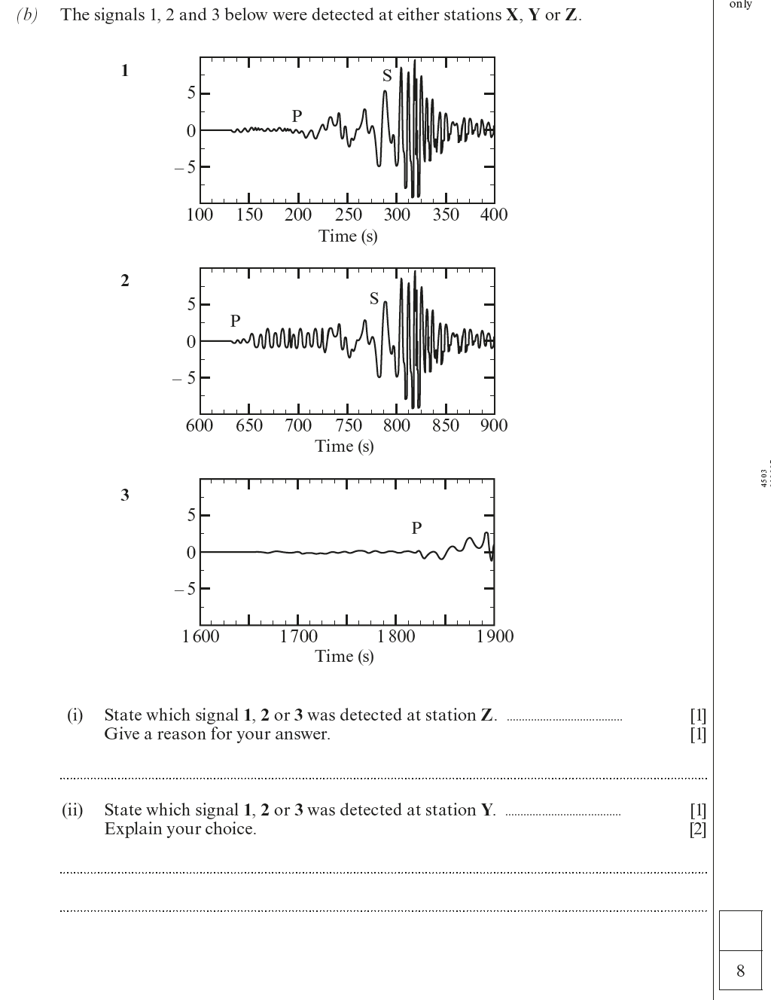 only
(b) The signals 1, 2 and 3 below were detected at either stations X, Y or Z.
1
S
P
5
0
– 5
100 150 200 250 300 350 400
Time (s)
2
S
P
5
0
– 5
600 650 700 750 800 850 900
Time (s)
3
P
5
0
– 5
1600 1700 1800 1900
Time (s)
4503
(i) State which signal 1, 2 or 3 was detected at station Z. [1]
Give a reason for your answer. [1]
(ii) State which signal 1, 2 or 3 was detected at station Y. [1]
Explain your choice. [2]
8